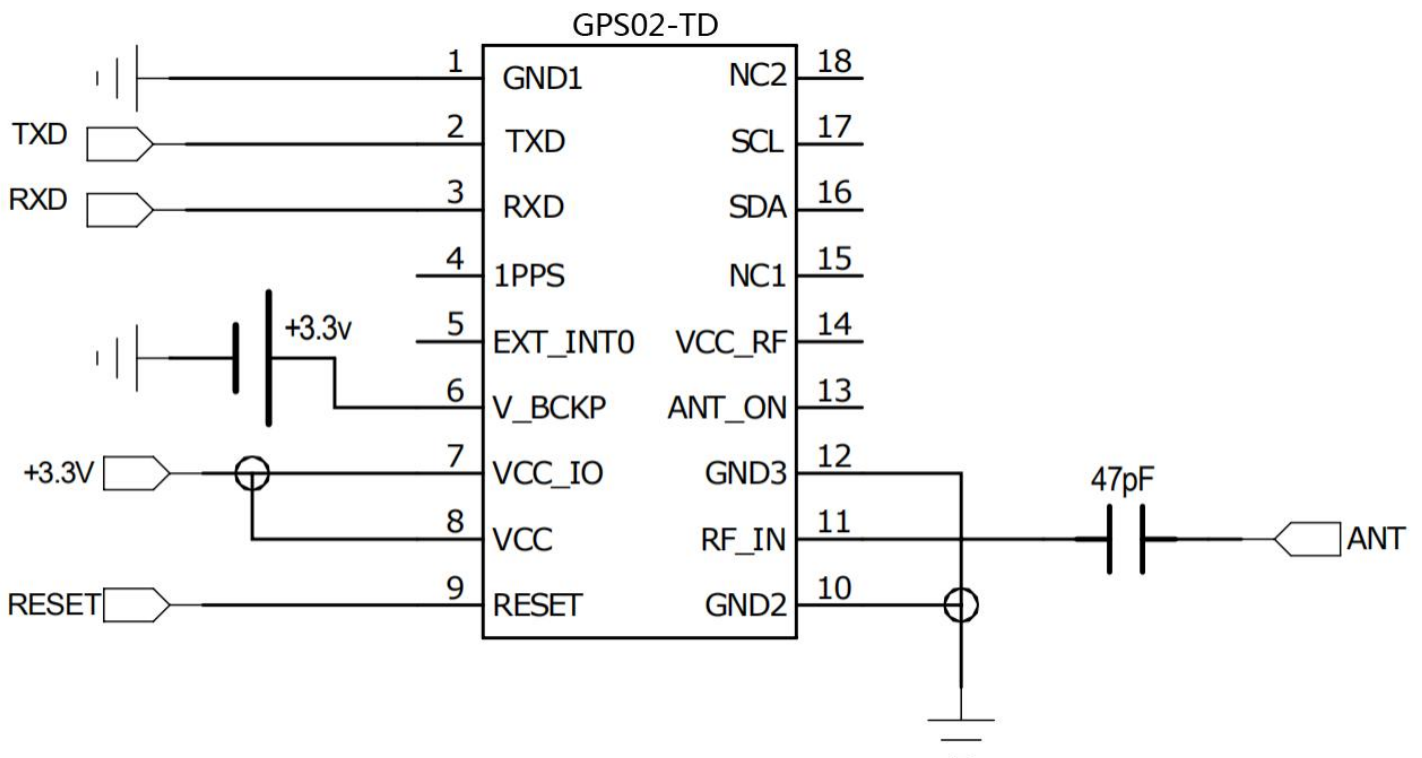 GPS02-TD
1 GND1 NC2 18
TXD 2 TXD SCL 17
RXD 3 RXD SDA 16
4 1PPS NC1 15
+3.3v 5 EXT_INT0 VCC_RF 14
6 V_BCKP ANT_ON 13
+3.3V 7 VCC_IO GND3 12 47pF
8 VCC RF_IN 11 ANT
RESET 9 RESET GND2 10